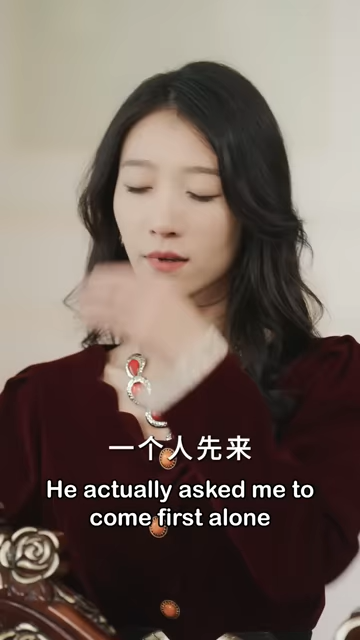 一个人先来
He actually asked me to
come first alone